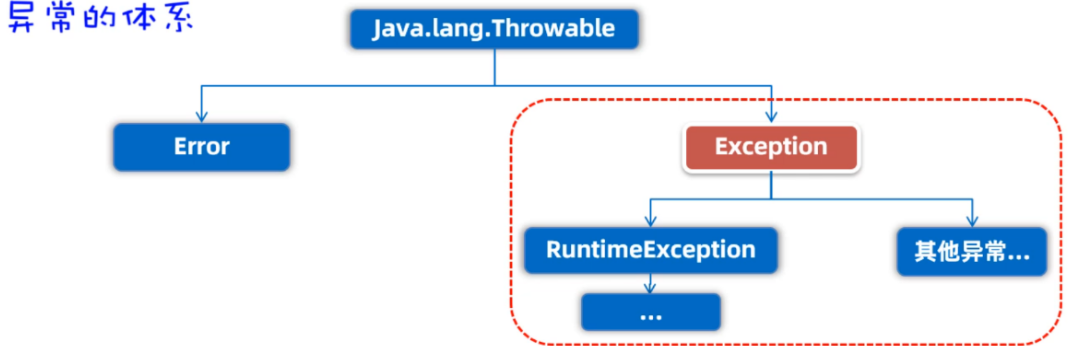 异常的体系
Java.lang.Throwable
Error
Exception
RuntimeException
其他异常...
...